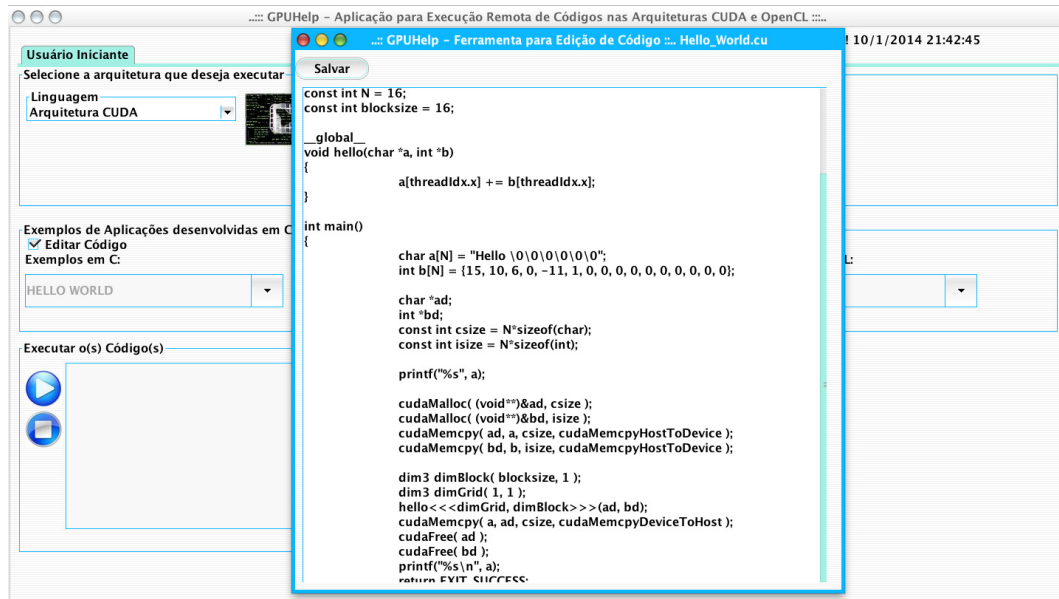 ..::: GPUHelp – Aplicação para Execução Remota de Códigos nas Arquiteturas CUDA e OpenCL :::..
! 10/1/2014 21:42:45
Usuário Iniciante
Selecione a arquitetura que deseja executar
Linguagem
Arquitetura CUDA
Exemplos de Aplicações desenvolvidas em C
Editar Código
Exemplos em C:
L:
HELLO WORLD
Executar o(s) Código(s)
..:: GPUHelp – Ferramenta para Edição de Código ::.. Hello_World.cu
Salvar
const int N = 16;
const int blocksize = 16;
__global__
void hello(char *a, int *b)
{
a[threadIdx.x] += b[threadIdx.x];
}
int main()
{
char a[N] = "Hello \0\0\0\0\0\0";
int b[N] = {15, 10, 6, 0, -11, 1, 0, 0, 0, 0, 0, 0, 0, 0, 0, 0};
char *ad;
int *bd;
const int csize = N*sizeof(char);
const int isize = N*sizeof(int);
printf("%s", a);
cudaMalloc( (void**)&ad, csize );
cudaMalloc( (void**)&bd, isize );
cudaMemcpy( ad, a, csize, cudaMemcpyHostToDevice );
cudaMemcpy( bd, b, isize, cudaMemcpyHostToDevice );
dim3 dimBlock( blocksize, 1 );
dim3 dimGrid( 1, 1 );
hello<<<dimGrid, dimBlock>>>(ad, bd);
cudaMemcpy( a, ad, csize, cudaMemcpyDeviceToHost );
cudaFree( ad );
cudaFree( bd );
printf("%s\n", a);
return EXIT_SUCCESS;